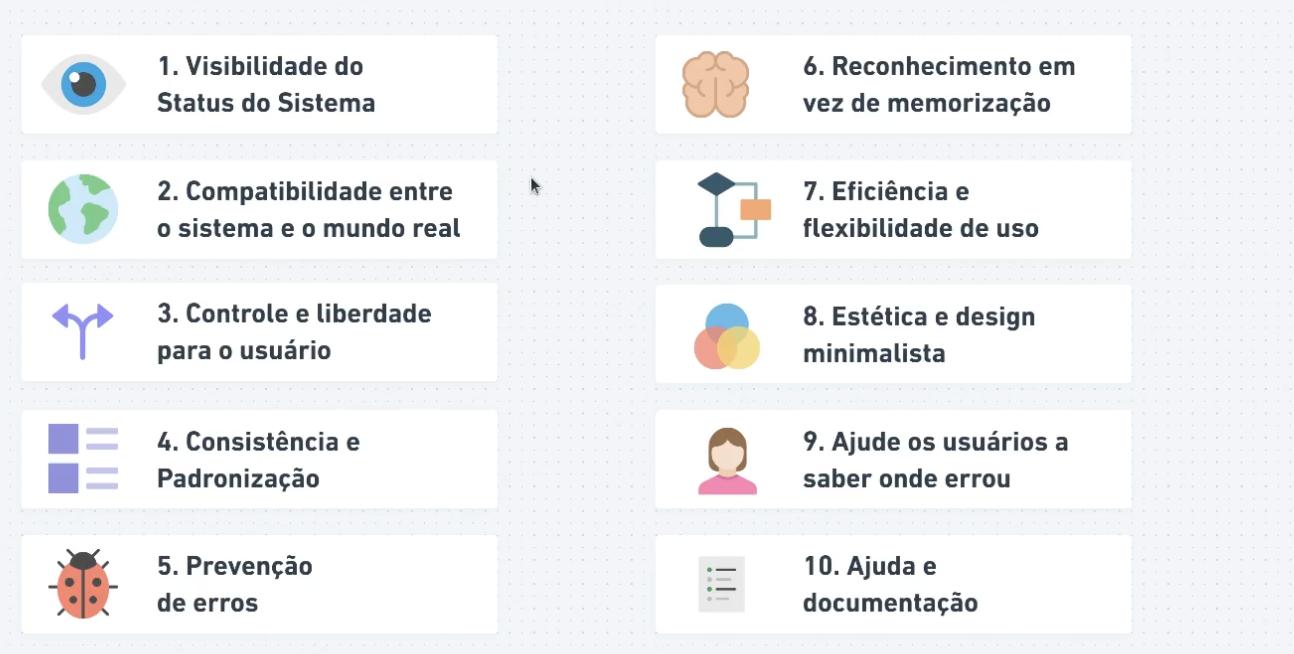 1. Visibilidade do
Status do Sistema
2. Compatibilidade entre
o sistema e o mundo real
3. Controle e liberdade
para o usuário
4. Consistência e
Padronização
5. Prevenção
de erros
6. Reconhecimento em
vez de memorização
7. Eficiência e
flexibilidade de uso
8. Estética e design
minimalista
9. Ajude os usuários a
saber onde errou
10. Ajuda e
documentação